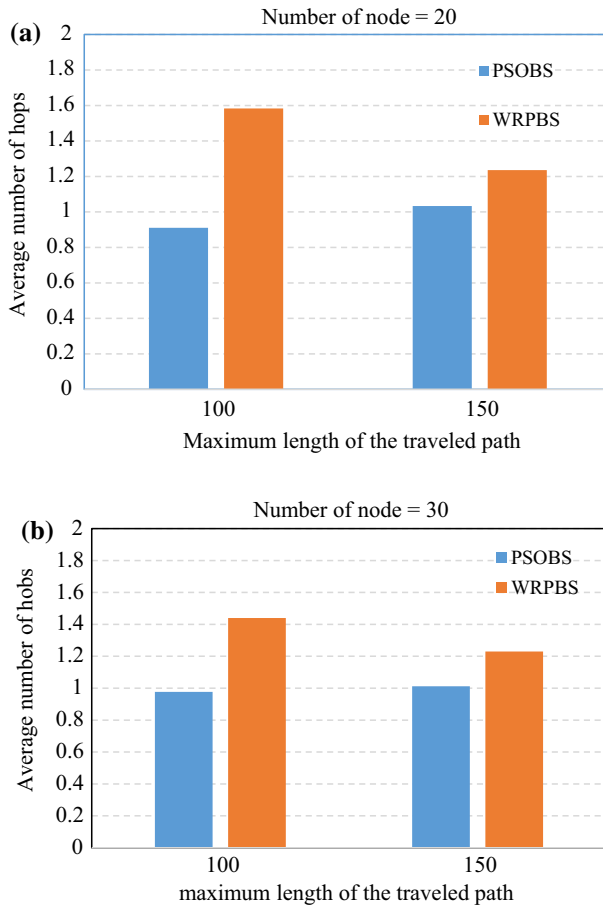 (a)
Number of node = 20
2
1.8
1.6
1.4
1.2
1
0.8
0.6
0.4
0.2
0
Average number of hops
PSOBS
WRPBS
100 150
Maximum length of the traveled path
(b)
Number of node = 30
2
1.8
1.6
1.4
1.2
1
0.8
0.6
0.4
0.2
0
Average number of hobs
PSOBS
WRPBS
100 150
maximum length of the traveled path